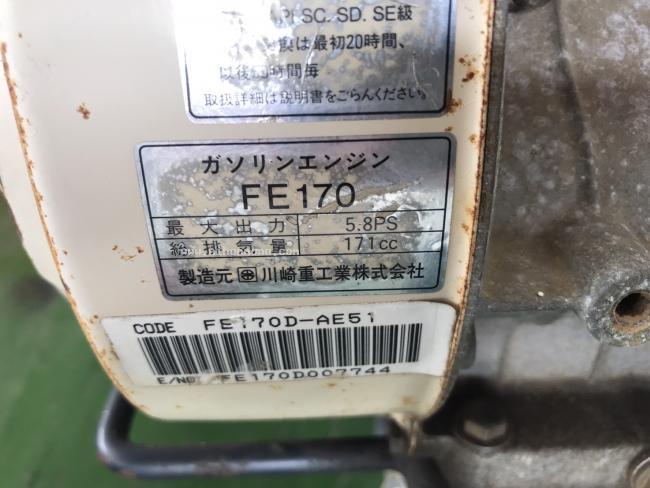 SC. SD. SE級
は最初20時間、
以後 時間毎
取扱詳細は説明書をごらんください。
ガソリンエンジン
FE170
最大出力 5.8PS
総排気量 171cc
製造元 川崎重工業株式会社
CODE FE170D-AE51
E/NO FE170D007744